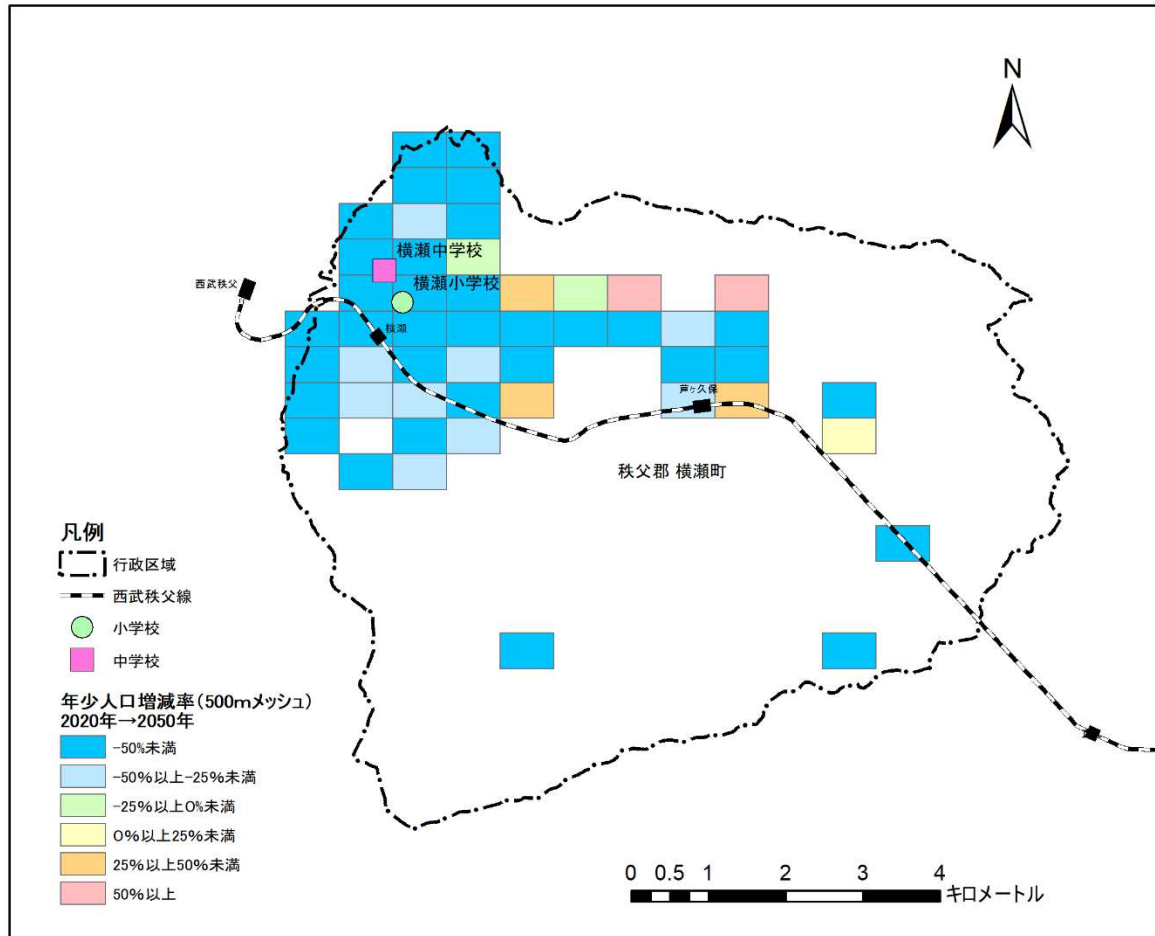 N
横瀬中学校
西武秩父
横瀬小学校
横瀬
芦ヶ久保
秩父郡 横瀬町
凡例
行政区域
西武秩父線
小学校
中学校
年少人口増減率(500mメッシュ)
2020年→2050年
-50%未満
-50%以上-25%未満
-25%以上0%未満
0%以上25%未満
25%以上50%未満
50%以上
0 0.5 1 2 3 4
キロメートル